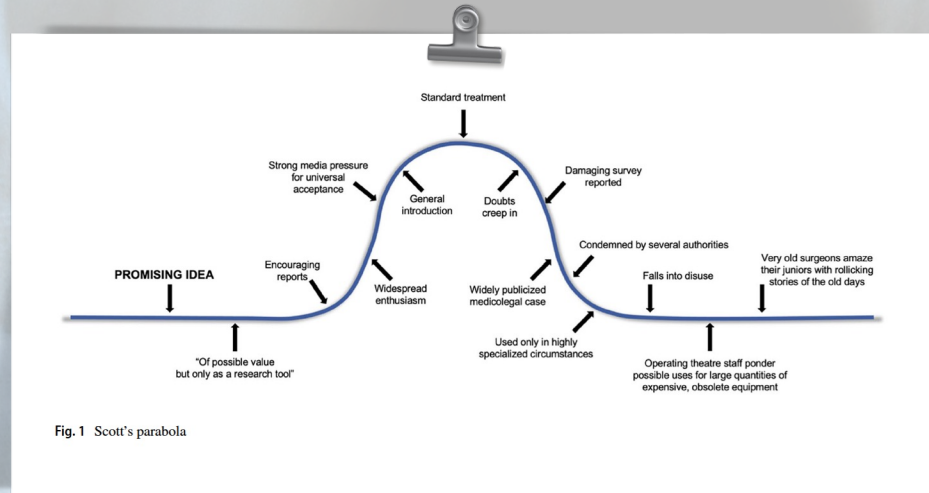 Standard treatment
Strong media pressure
for universal
acceptance
General
introduction
Doubts
creep in
Damaging survey
reported
PROMISING IDEA
Encouraging
reports
Widespread
enthusiasm
Widely publicized
medicolegal case
Condemned by several authorities
Falls into disuse
Very old surgeons amaze
their juniors with rollicking
stories of the old days
"Of possible value
but only as a research tool"
Used only in highly
specialized circumstances
Operating theatre staff ponder
possible uses for large quantities of
expensive, obsolete equipment
Fig. 1 Scott's parabola